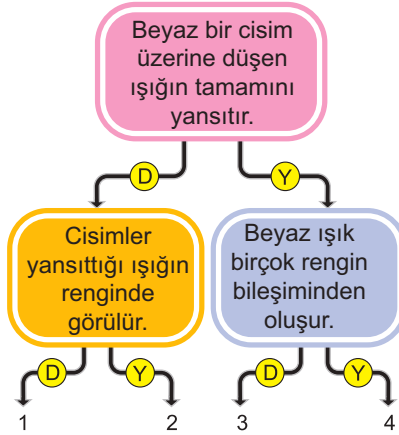 Beyaz bir cisim
üzerine düşen
ışığın tamamını
yansıtır.
D
Y
Cisimler
yansıttığı ışığın
renginde
görülür.
Beyaz ışık
birçok rengin
bileşiminden
oluşur.
D
Y
D
Y
1
2
3
4